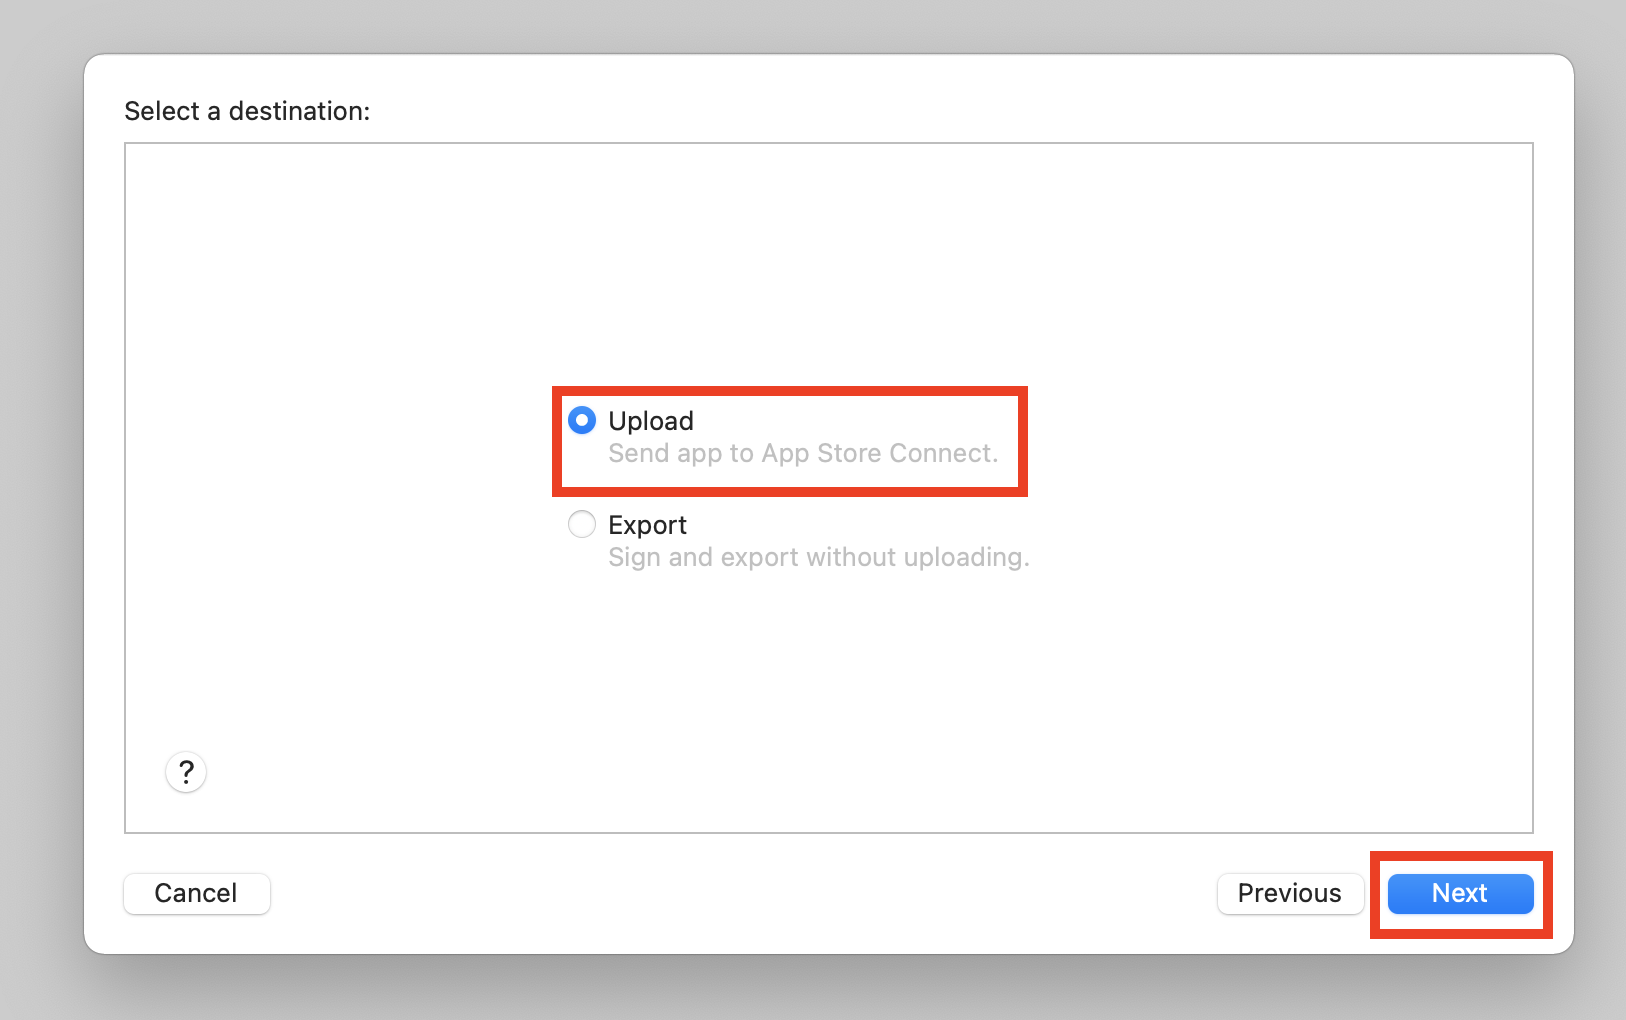 Select a destination:
Upload
Send app to App Store Connect.
Export
Sign and export without uploading.
?
Cancel
Previous
Next